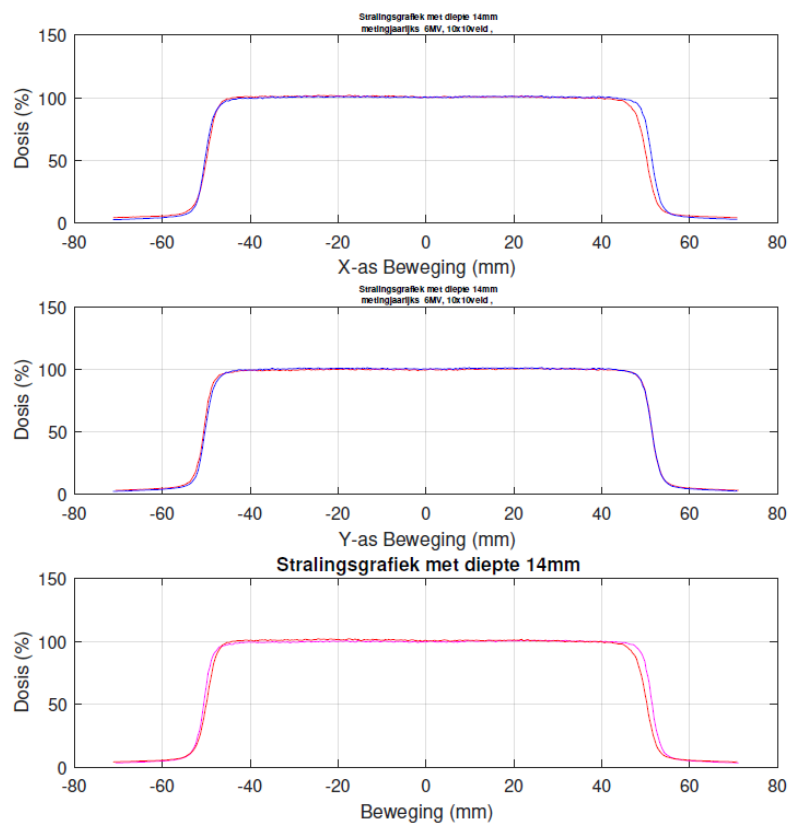 Stralingsgrafiek met diepte 14mm
metingjaarlijks 6MV, 10x10veld ,
150
100
50
0
Dosis (%)
-80 -60 -40 -20 0 20 40 60 80
X-as Beweging (mm)
Stralingsgrafiek met diepte 14mm
metingjaarlijks 6MV, 10x10veld ,
150
100
50
0
Dosis (%)
-80 -60 -40 -20 0 20 40 60 80
Y-as Beweging (mm)
Stralingsgrafiek met diepte 14mm
150
100
50
0
Dosis (%)
-80 -60 -40 -20 0 20 40 60 80
Beweging (mm)